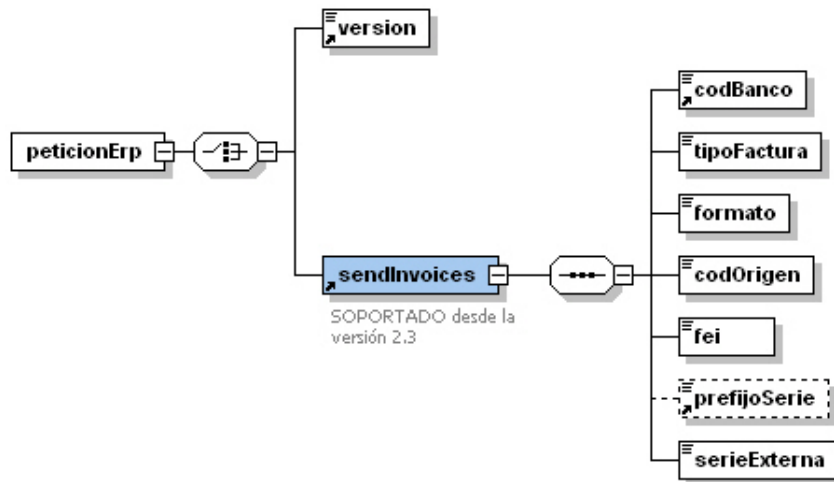 version
peticionErp
sendInvoices
SOPORTADO desde la
versión 2.3
codBanco
tipoFactura
formato
codOrigen
fei
prefijoSerie
serieExterna